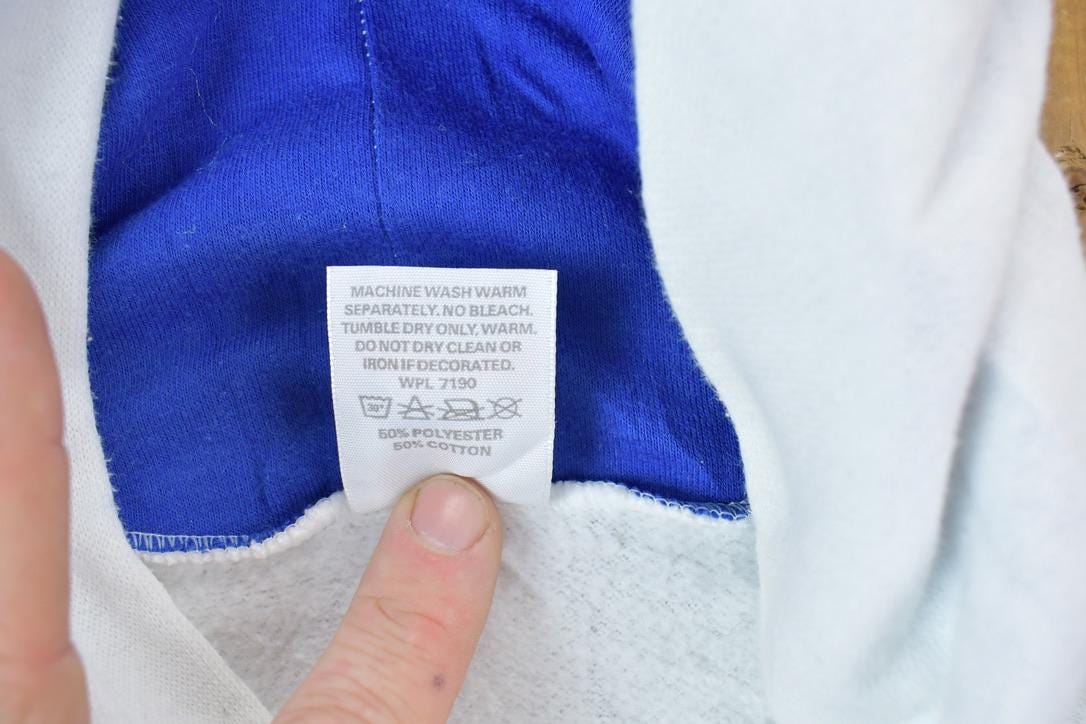 MACHINE WASH WARM
SEPARATELY. NO BLEACH.
TUMBLE DRY ONLY, WARM.
DO NOT DRY CLEAN OR
IRON IF DECORATED.
WPL 7190
30°
50% POLYESTER
50% COTTON